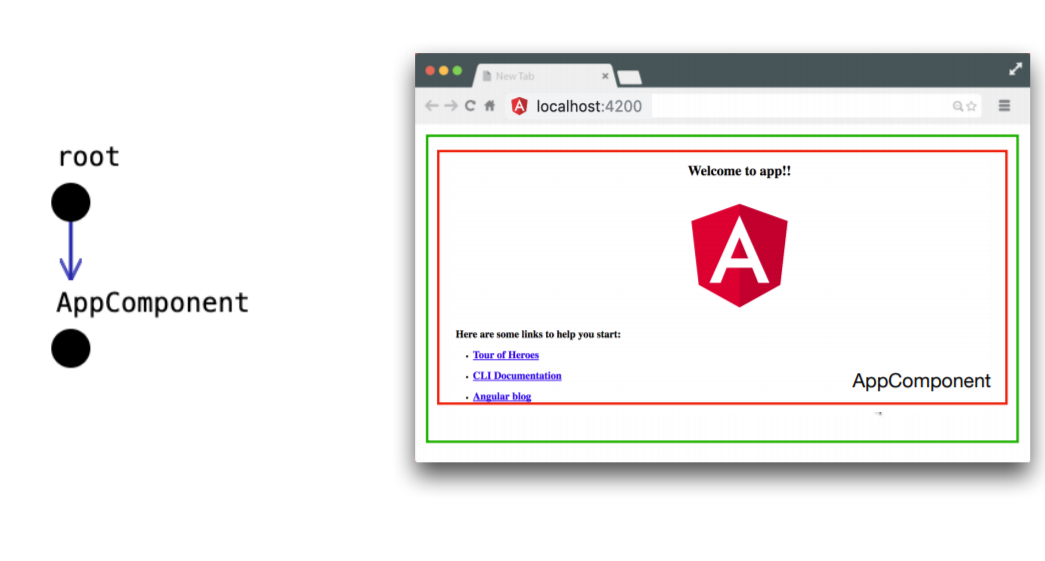 root
AppComponent
New Tab
localhost:4200
Welcome to app!!
A
Here are some links to help you start:
Tour of Heroes
CLI Documentation
Angular blog
AppComponent